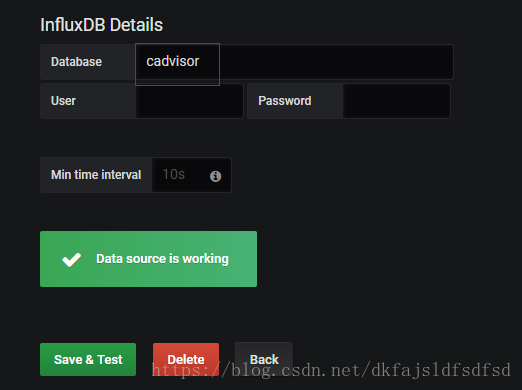 InfluxDB Details
Database cadvisor
User Password
Min time interval 10s
Data source is working
Save & Test Delete Back
https://blog.csdn.net/dkfajsldfsdfsd